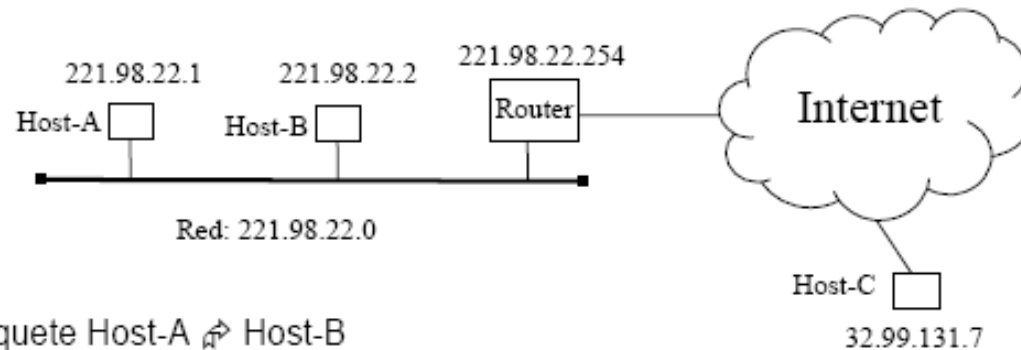 221.98.22.1
221.98.22.2
221.98.22.254
Host-A
Host-B
Router
Internet
Red: 221.98.22.0
Host-C
32.99.131.7
Host-A Host-B